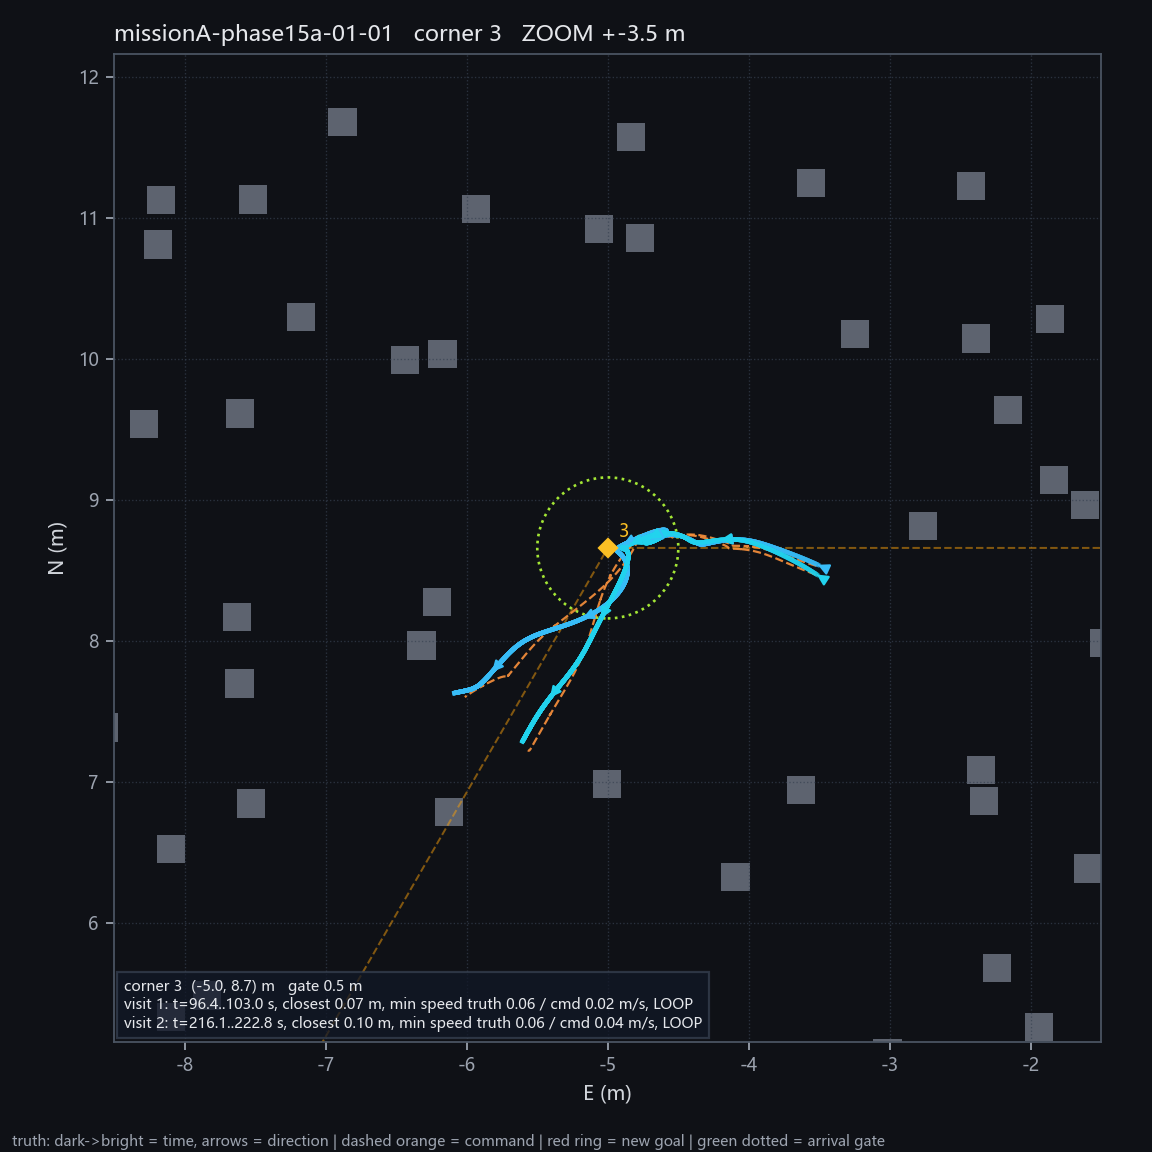 missionA-phase15a-01-01   corner 3   ZOOM +-3.5 m
12
11
10
9
8
7
6
N (m)
3
corner 3  (-5.0, 8.7) m   gate 0.5 m
visit 1: t=96.4..103.0 s, closest 0.07 m, min speed truth 0.06 / cmd 0.02 m/s, LOOP
visit 2: t=216.1..222.8 s, closest 0.10 m, min speed truth 0.06 / cmd 0.04 m/s, LOOP
-8 -7 -6 -5 -4 -3 -2
E (m)
truth: dark->bright = time, arrows = direction | dashed orange = command | red ring = new goal | green dotted = arrival gate